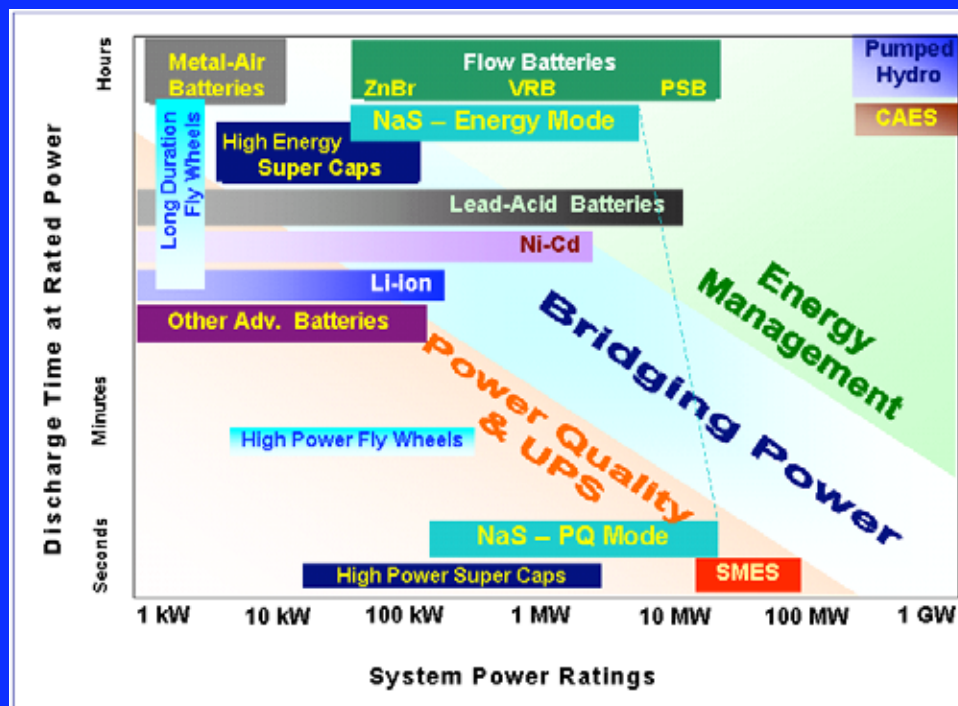 Hours
Minutes
Seconds
Discharge Time at Rated Power
Metal-Air
Batteries
Flow Batteries
ZnBr VRB PSB
Pumped
Hydro
NaS – Energy Mode
CAES
High Energy
Super Caps
Long Duration
Fly Wheels
Lead-Acid Batteries
Ni-Cd
Li-ion
Other Adv. Batteries
Energy
Management
Bridging Power
Power Quality
& UPS
High Power Fly Wheels
NaS – PQ Mode
High Power Super Caps
SMES
1 kW 10 kW 100 kW 1 MW 10 MW 100 MW 1 GW
System Power Ratings